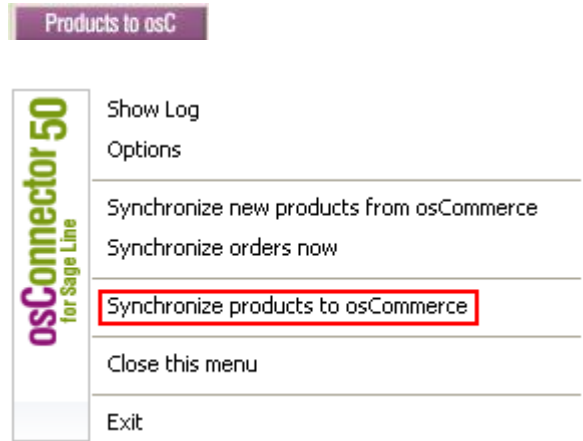 Products to osC
osConnector 50
for Sage Line
Show Log
Options
Synchronize new products from osCommerce
Synchronize orders now
Synchronize products to osCommerce
Close this menu
Exit